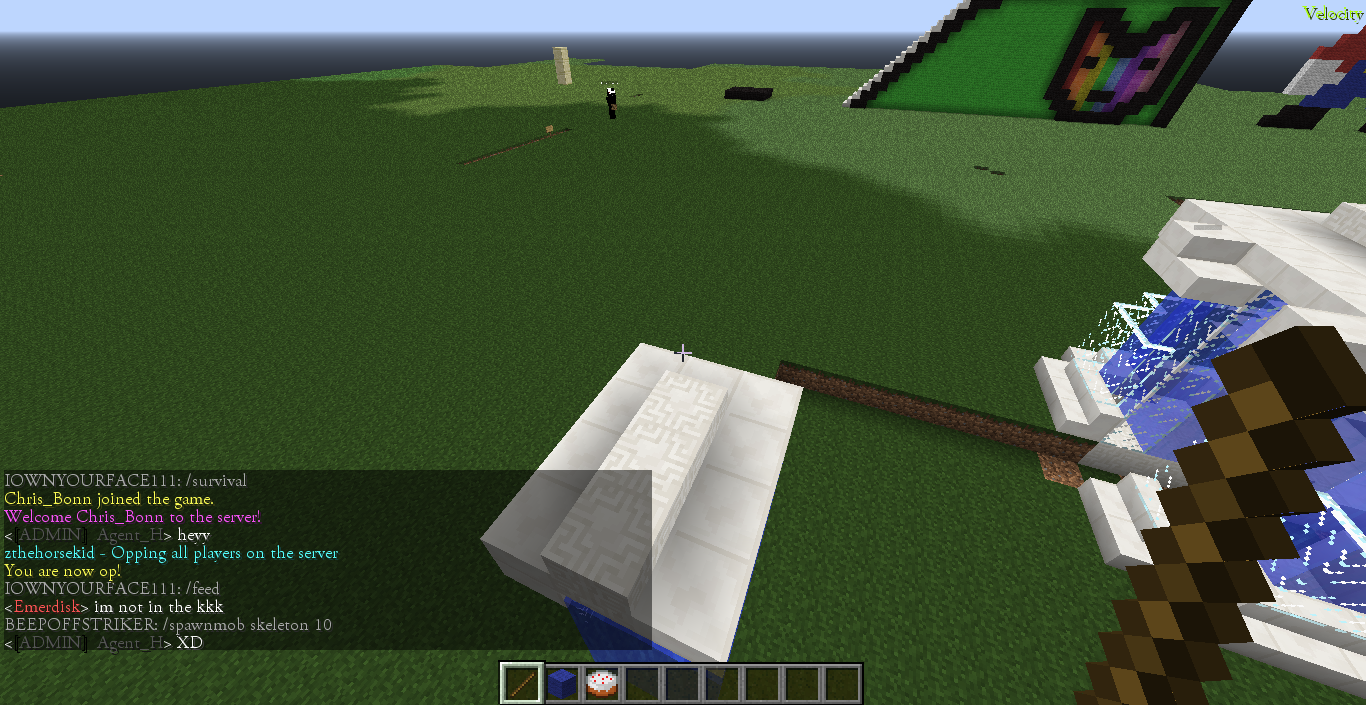 Velocity
IOWNYOURFACE111: /survival
Chris_Bonn joined the game.
Welcome Chris_Bonn to the server!
<[ADMIN] Agent_H> hevv
zthehorsekid - Opping all players on the server
You are now op!
IOWNYOURFACE111: /feed
<Emerdisk> im not in the kkk
BEEPOFFSTRIKER: /spawnmob skeleton 10
<[ADMIN] Agent_H> XD